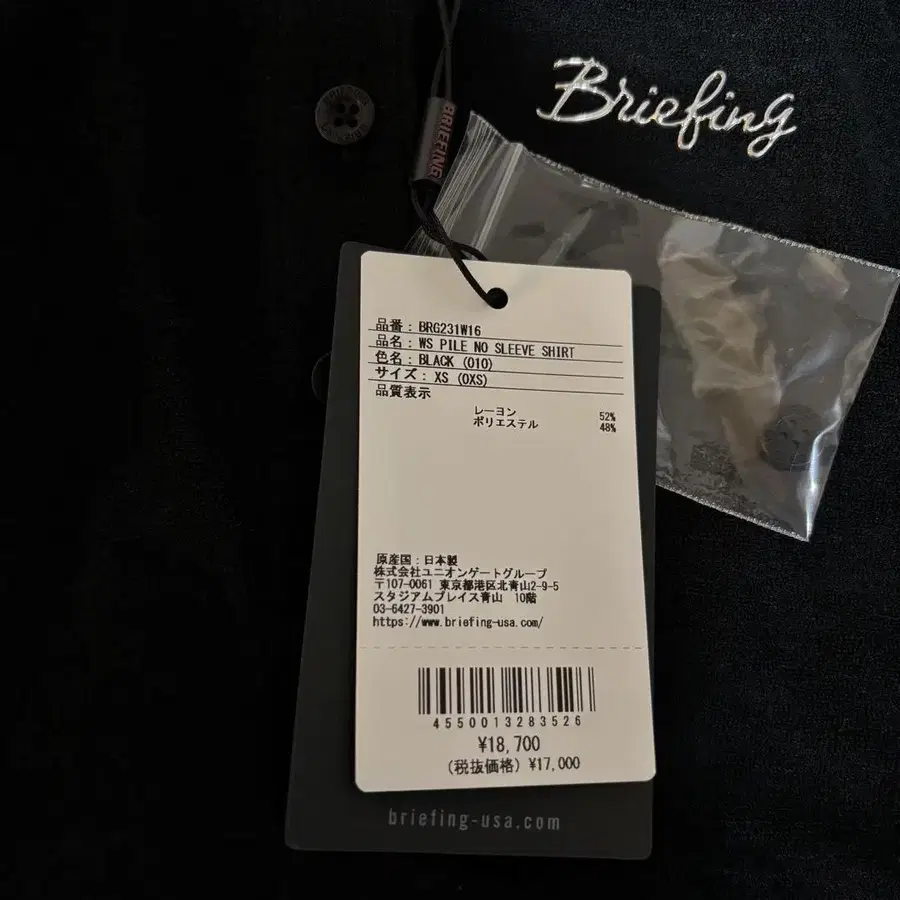 Briefing
BRIEFING
品番：BRG231W16
品名：WS PILE NO SLEEVE SHIRT
色名：BLACK (010)
サイズ：XS (0XS)
品質表示
レーヨン 52%
ポリエステル 48%
原産国：日本製
株式会社ユニオンゲートグループ
〒107-0061 東京都港区北青山2-9-5
スタジアムプレイス青山 10階
03-6427-3901
https://www.briefing-usa.com/
4550013283526
¥18,700
(税抜価格) ¥17,000
briefing-usa.com